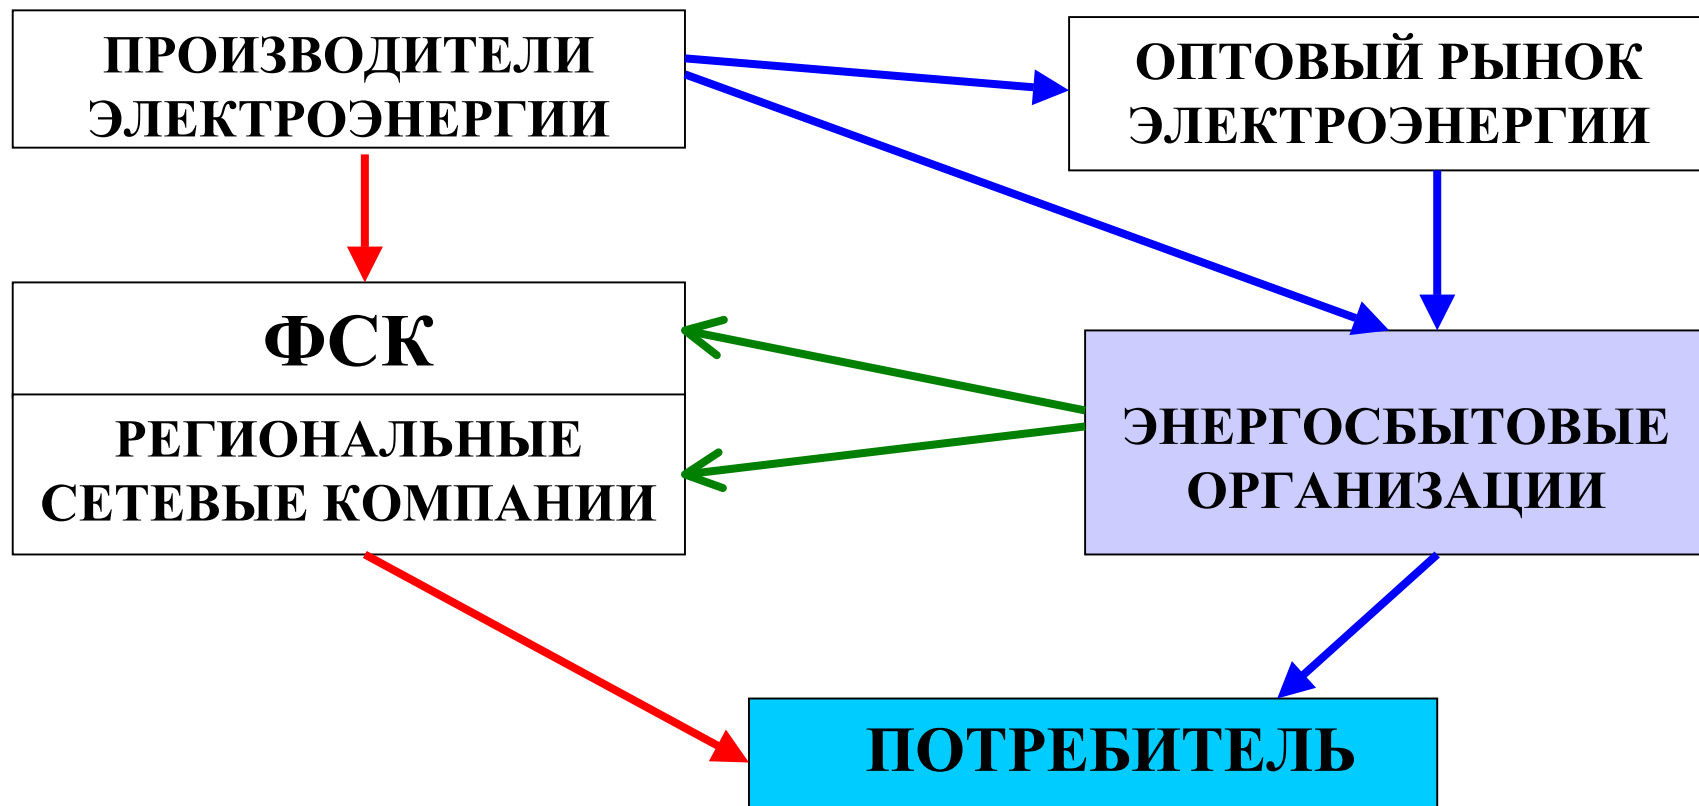 ПРОИЗВОДИТЕЛИ
ЭЛЕКТРОЭНЕРГИИ
ОПТОВЫЙ РЫНОК
ЭЛЕКТРОЭНЕРГИИ
ФСК
РЕГИОНАЛЬНЫЕ
СЕТЕВЫЕ КОМПАНИИ
ЭНЕРГОСБЫТОВЫЕ
ОРГАНИЗАЦИИ
ПОТРЕБИТЕЛЬ